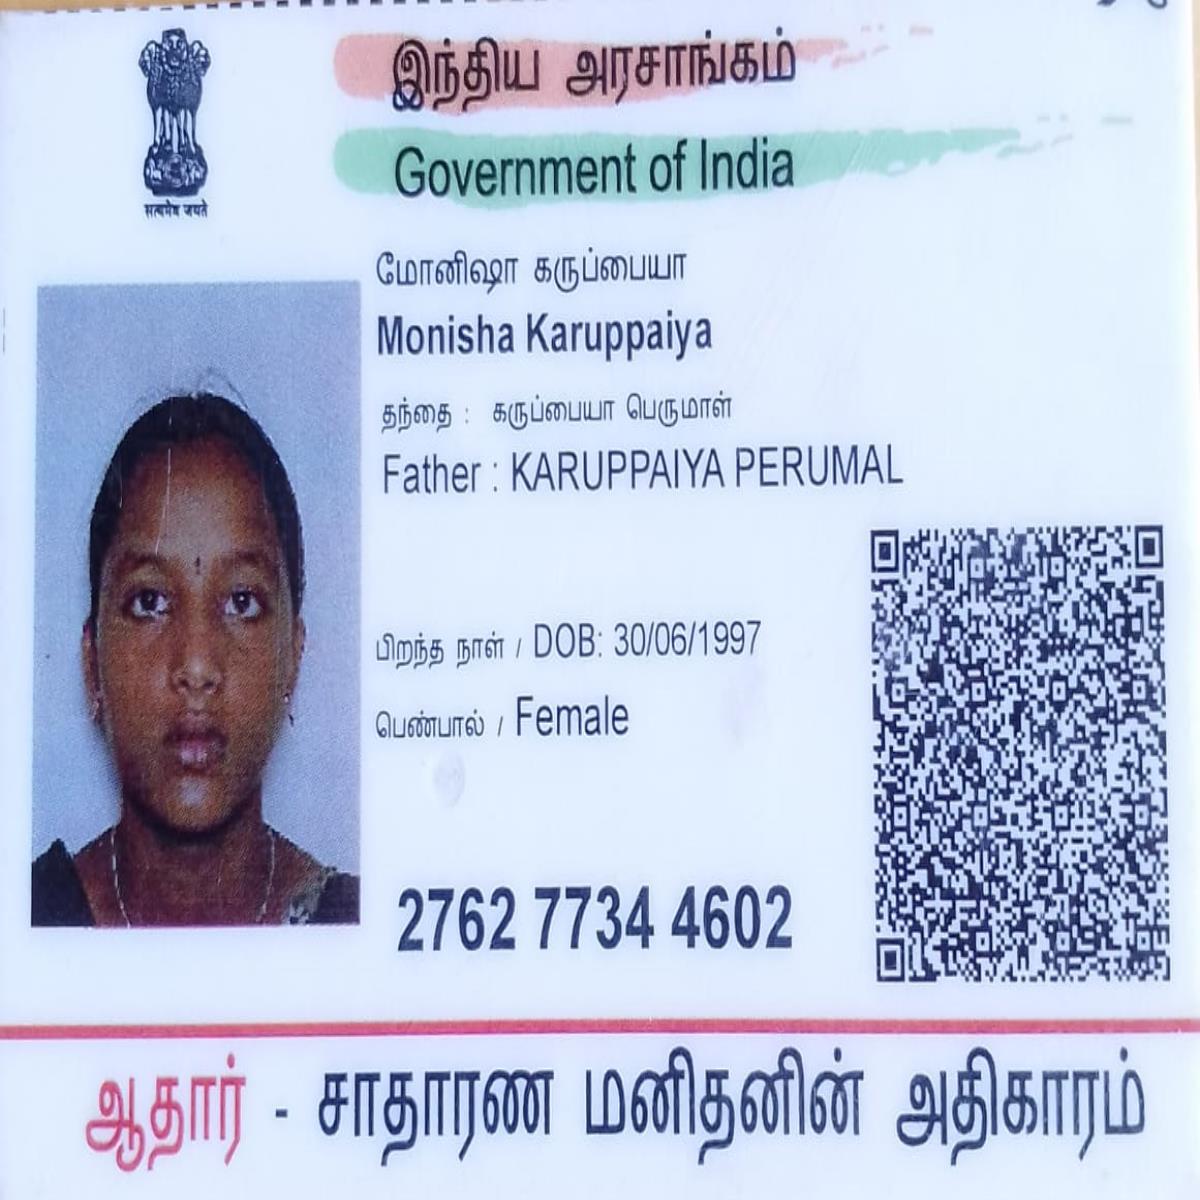 सत्यमेव जयते
இந்திய அரசாங்கம்
Government of India
மோனிஷா கருப்பையா
Monisha Karuppaiya
தந்தை : கருப்பையா பெருமாள்
Father : KARUPPAIYA PERUMAL
பிறந்த நாள் / DOB: 30/06/1997
பெண்பால் / Female
2762 7734 4602
ஆதார் - சாதாரண மனிதனின் அதிகாரம்